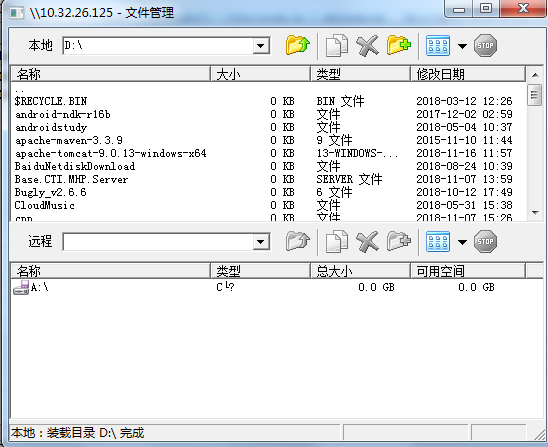 \\10.32.26.125 - 文件管理
本地 D:\ STOP
名称 大小 类型 修改日期
..
$RECYCLE.BIN 0 KB BIN 文件 2018-03-12 12:26
android-ndk-r16b 0 KB 文件 2017-12-02 02:59
androidstudy 0 KB 文件 2018-05-04 10:37
apache-maven-3.3.9 0 KB 9 文件 2015-11-10 11:44
apache-tomcat-9.0.13-windows-x64 0 KB 13-WINDOWS-... 2018-11-16 11:57
BaiduNetdiskDownload 0 KB 文件 2018-08-24 10:39
Base.CTI.MHP.Server 0 KB SERVER 文件 2018-11-07 13:59
Bugly_v2.6.6 0 KB 6 文件 2018-10-12 17:49
CloudMusic 0 KB 文件 2018-05-31 15:38
cpp 0 KB 文件 2018-11-07 15:26
远程 STOP
名称 类型 总大小 可用空间
A:\ C└? 0.0 GB 0.0 GB
本地：装载目录 D:\ 完成